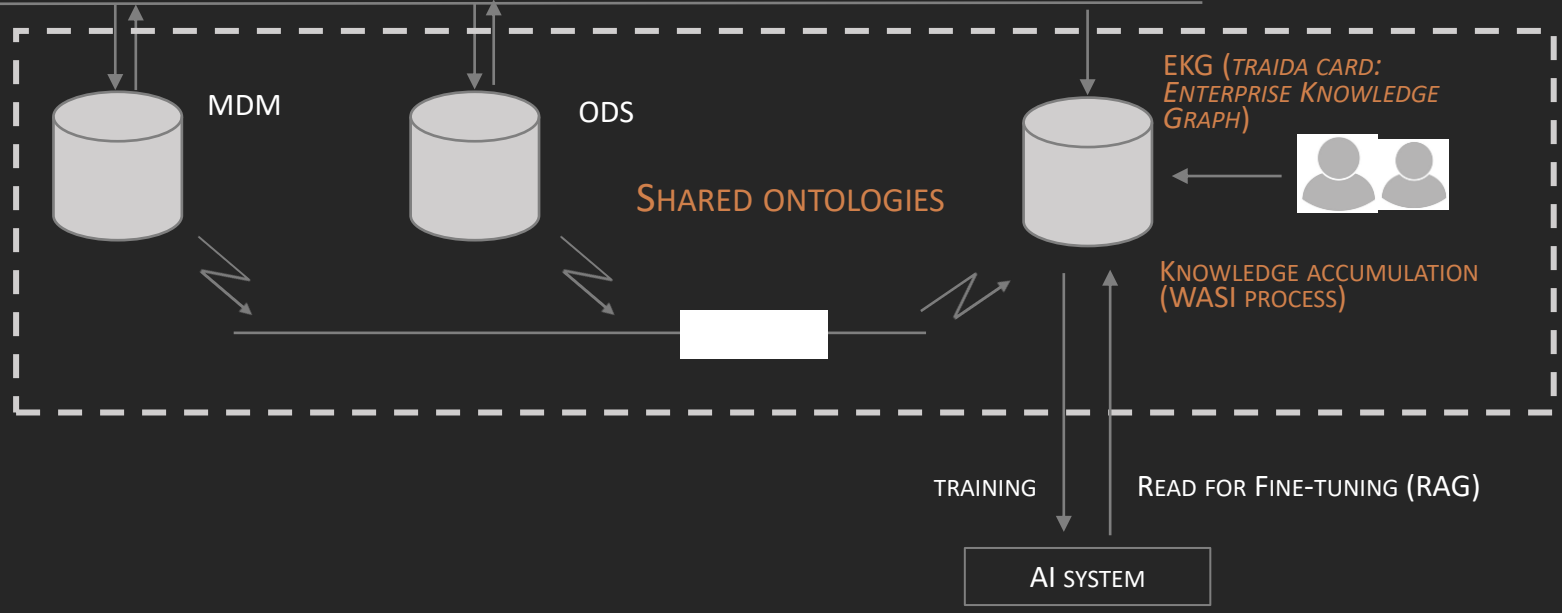 MDM
ODS
EKG (TRAIDA CARD:
ENTERPRISE KNOWLEDGE
GRAPH)
SHARED ONTOLOGIES
KNOWLEDGE ACCUMULATION
(WASI PROCESS)
TRAINING
READ FOR FINE-TUNING (RAG)
AI SYSTEM